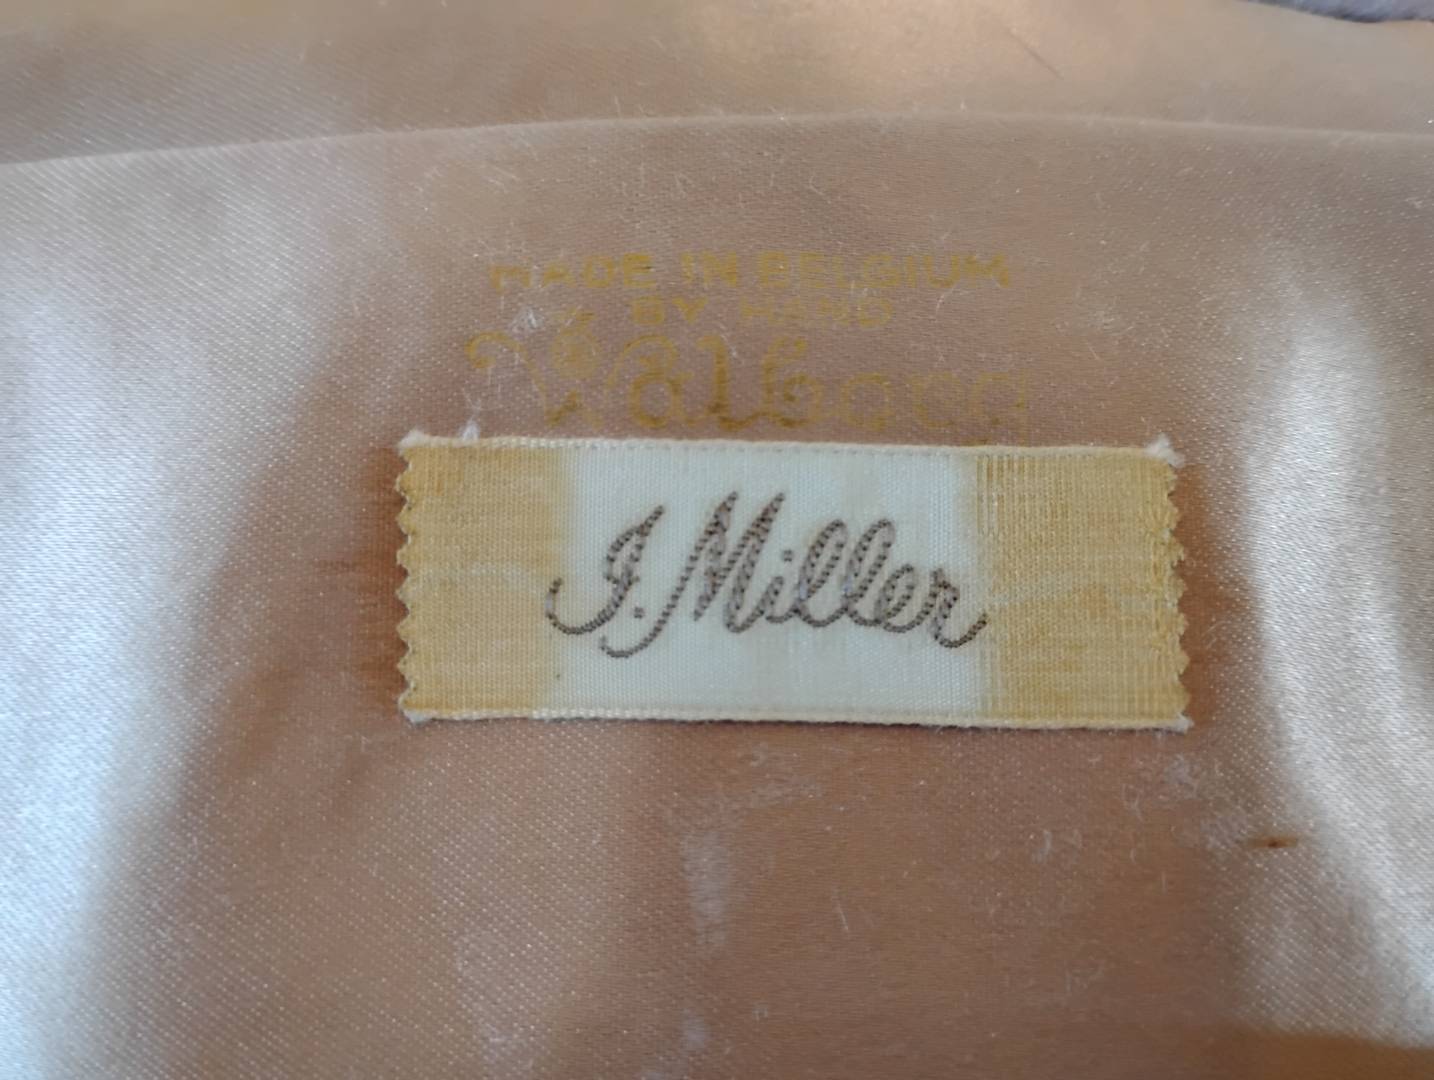 MADE IN BELGIUM
BY HAND
Walborg
I. Miller